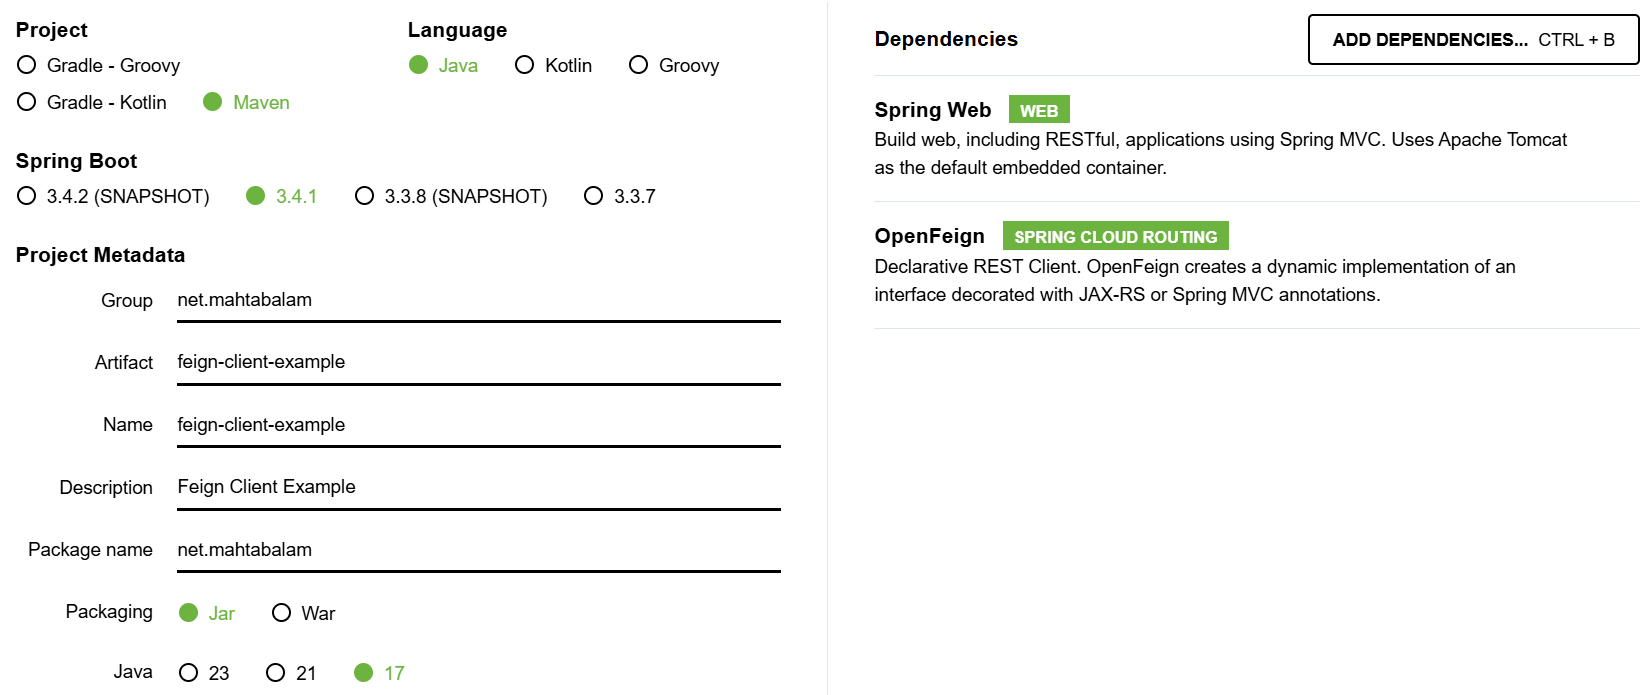 Project
Gradle - Groovy
Gradle - Kotlin Maven
Language
Java Kotlin Groovy
Spring Boot
3.4.2 (SNAPSHOT) 3.4.1 3.3.8 (SNAPSHOT) 3.3.7
Project Metadata
Group net.mahtabalam
Artifact feign-client-example
Name feign-client-example
Description Feign Client Example
Package name net.mahtabalam
Packaging Jar War
Java 23 21 17
Dependencies ADD DEPENDENCIES... CTRL + B
Spring Web WEB
Build web, including RESTful, applications using Spring MVC. Uses Apache Tomcat
as the default embedded container.
OpenFeign SPRING CLOUD ROUTING
Declarative REST Client. OpenFeign creates a dynamic implementation of an
interface decorated with JAX-RS or Spring MVC annotations.